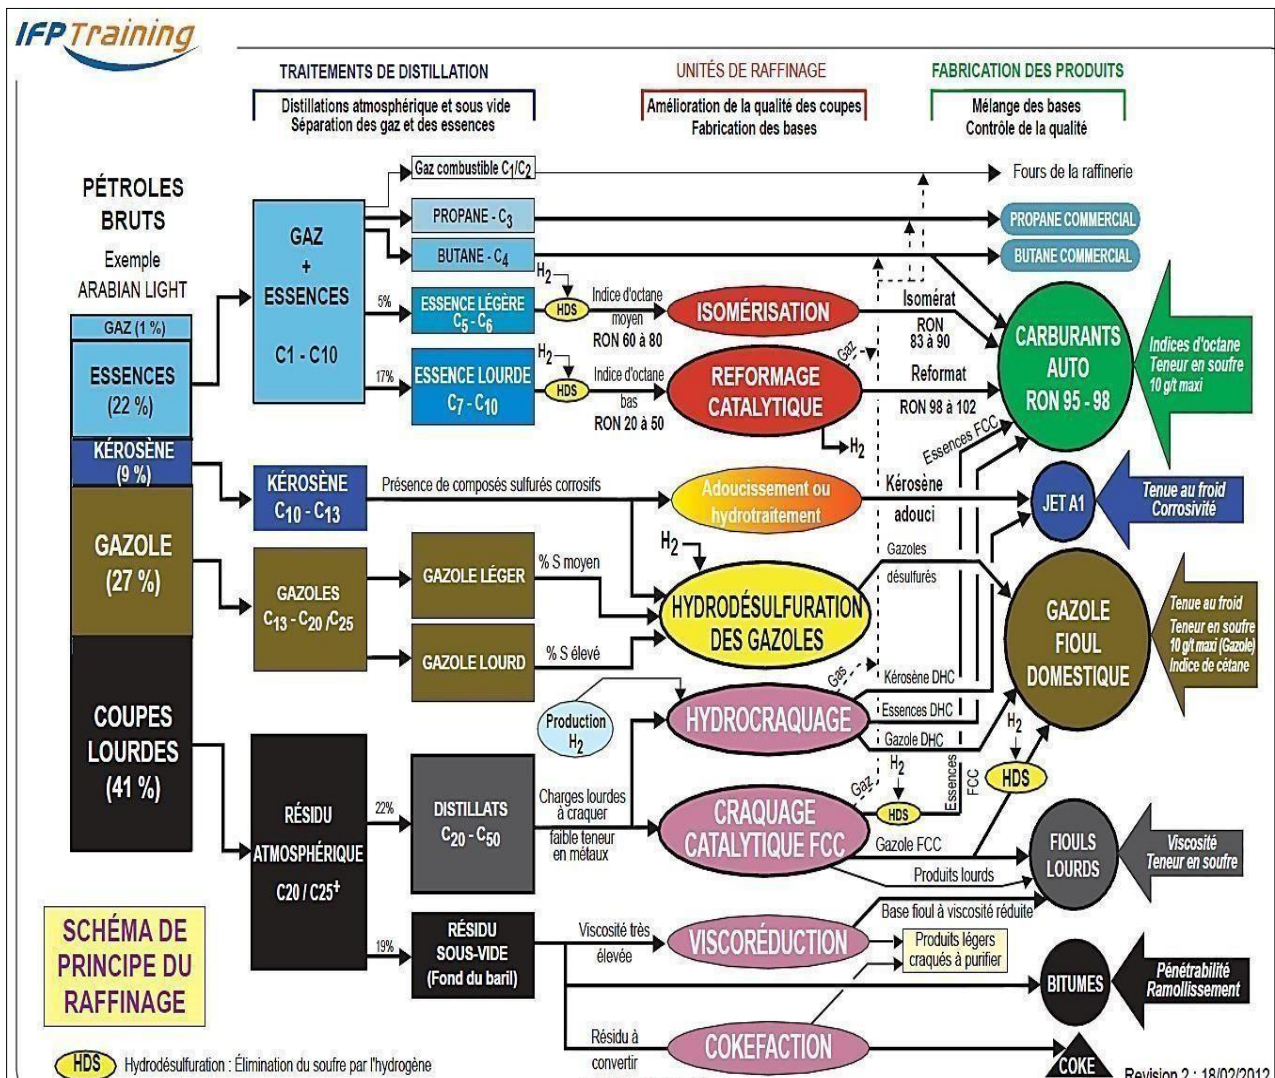 IFPTraining
TRAITEMENTS DE DISTILLATION
Distillations atmosphérique et sous vide
Séparation des gaz et des essences
UNITÉS DE RAFFINAGE
Amélioration de la qualité des coupes
Fabrication des bases
FABRICATION DES PRODUITS
Mélange des bases
Contrôle de la qualité
PÉTROLES
BRUTS
Exemple
ARABIAN LIGHT
GAZ (1 %)
ESSENCES
(22 %)
KÉROSÈNE
(9 %)
GAZOLE
(27 %)
COUPES
LOURDES
(41 %)
GAZ
+
ESSENCES
C1 - C10
Gaz combustible C1/C2
Fours de la raffinerie
PROPANE - C3
PROPANE COMMERCIAL
BUTANE - C4
BUTANE COMMERCIAL
5%
ESSENCE LÉGÈRE
C5 - C6
H2
HDS
Indice d'octane
moyen
RON 60 à 80
ISOMÉRISATION
Isomérat
RON
83 à 90
17%
ESSENCE LOURDE
C7 - C10
H2
HDS
Indice d'octane
bas
RON 20 à 50
REFORMAGE
CATALYTIQUE
Gaz
H2
Reformat
RON 98 à 102
CARBURANTS
AUTO
RON 95 - 98
Indices d'octane
Teneur en soufre
10 g/t maxi
Essences FCC
KÉROSÈNE
C10 - C13
Présence de composés sulfurés corrosifs
Adoucissement ou
hydrotraitement
Kérosène
adouci
JET A1
Tenue au froid
Corrosivité
GAZOLES
C13 - C20 /C25
GAZOLE LÉGER
% S moyen
GAZOLE LOURD
% S élevé
H2
HYDRODÉSULFURATION
DES GAZOLES
Gazoles
désulfurés
GAZOLE
FIOUL
DOMESTIQUE
Tenue au froid
Teneur en soufre
10 g/t maxi (Gazole)
Indice de cétane
Production
H2
HYDROCRAQUAGE
Gas
Kérosène DHC
Essences DHC
Gazole DHC
H2
HDS
RÉSIDU
ATMOSPHÉRIQUE
C20 / C25+
22%
DISTILLATS
C20 - C50
Charges lourdes
à craquer
faible teneur
en métaux
CRAQUAGE
CATALYTIQUE FCC
Gaz
H2
HDS
Essences
FCC
Gazole FCC
Produits lourds
FIOULS
LOURDS
Viscosité
Teneur en soufre
19%
RÉSIDU
SOUS-VIDE
(Fond du baril)
Viscosité très
élevée
VISCORÉDUCTION
Base fioul à viscosité réduite
Produits légers
craqués à purifier
BITUMES
Pénétrabilité
Ramollissement
Résidu à
convertir
COKEFACTION
COKE
SCHÉMA DE
PRINCIPE DU
RAFFINAGE
HDS
Hydrodésulfuration : Élimination du soufre par l'hydrogène
Revision 2 : 18/02/2012